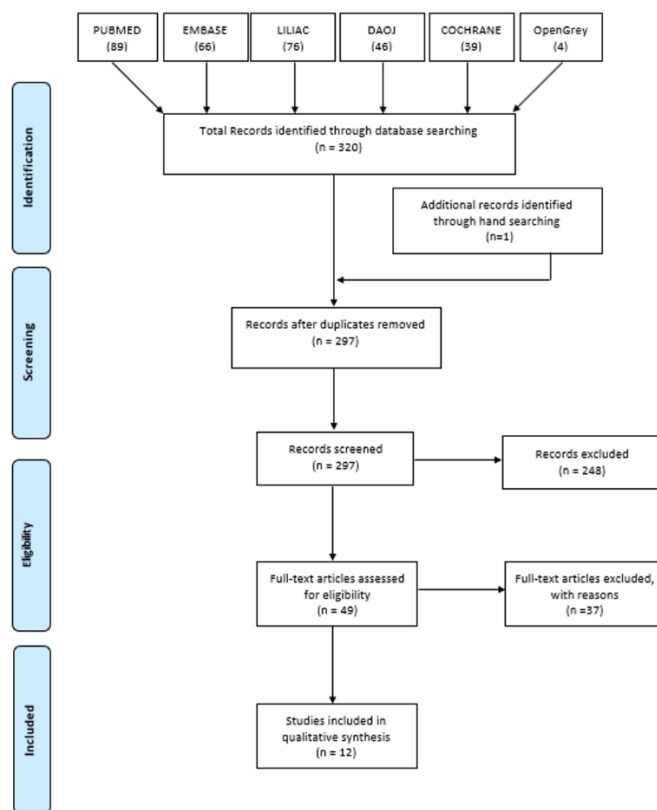 PUBMED
(89)
EMBASE
(66)
LILIAC
(76)
DAOJ
(46)
COCHRANE
(39)
OpenGrey
(4)
Identification
Total Records identified through database searching
(n = 320)
Additional records identified
through hand searching
(n=1)
Screening
Records after duplicates removed
(n = 297)
Records screened
(n = 297)
Records excluded
(n = 248)
Eligibility
Full-text articles assessed
for eligibility
(n = 49)
Full-text articles excluded,
with reasons
(n =37)
Included
Studies included in
qualitative synthesis
(n = 12)